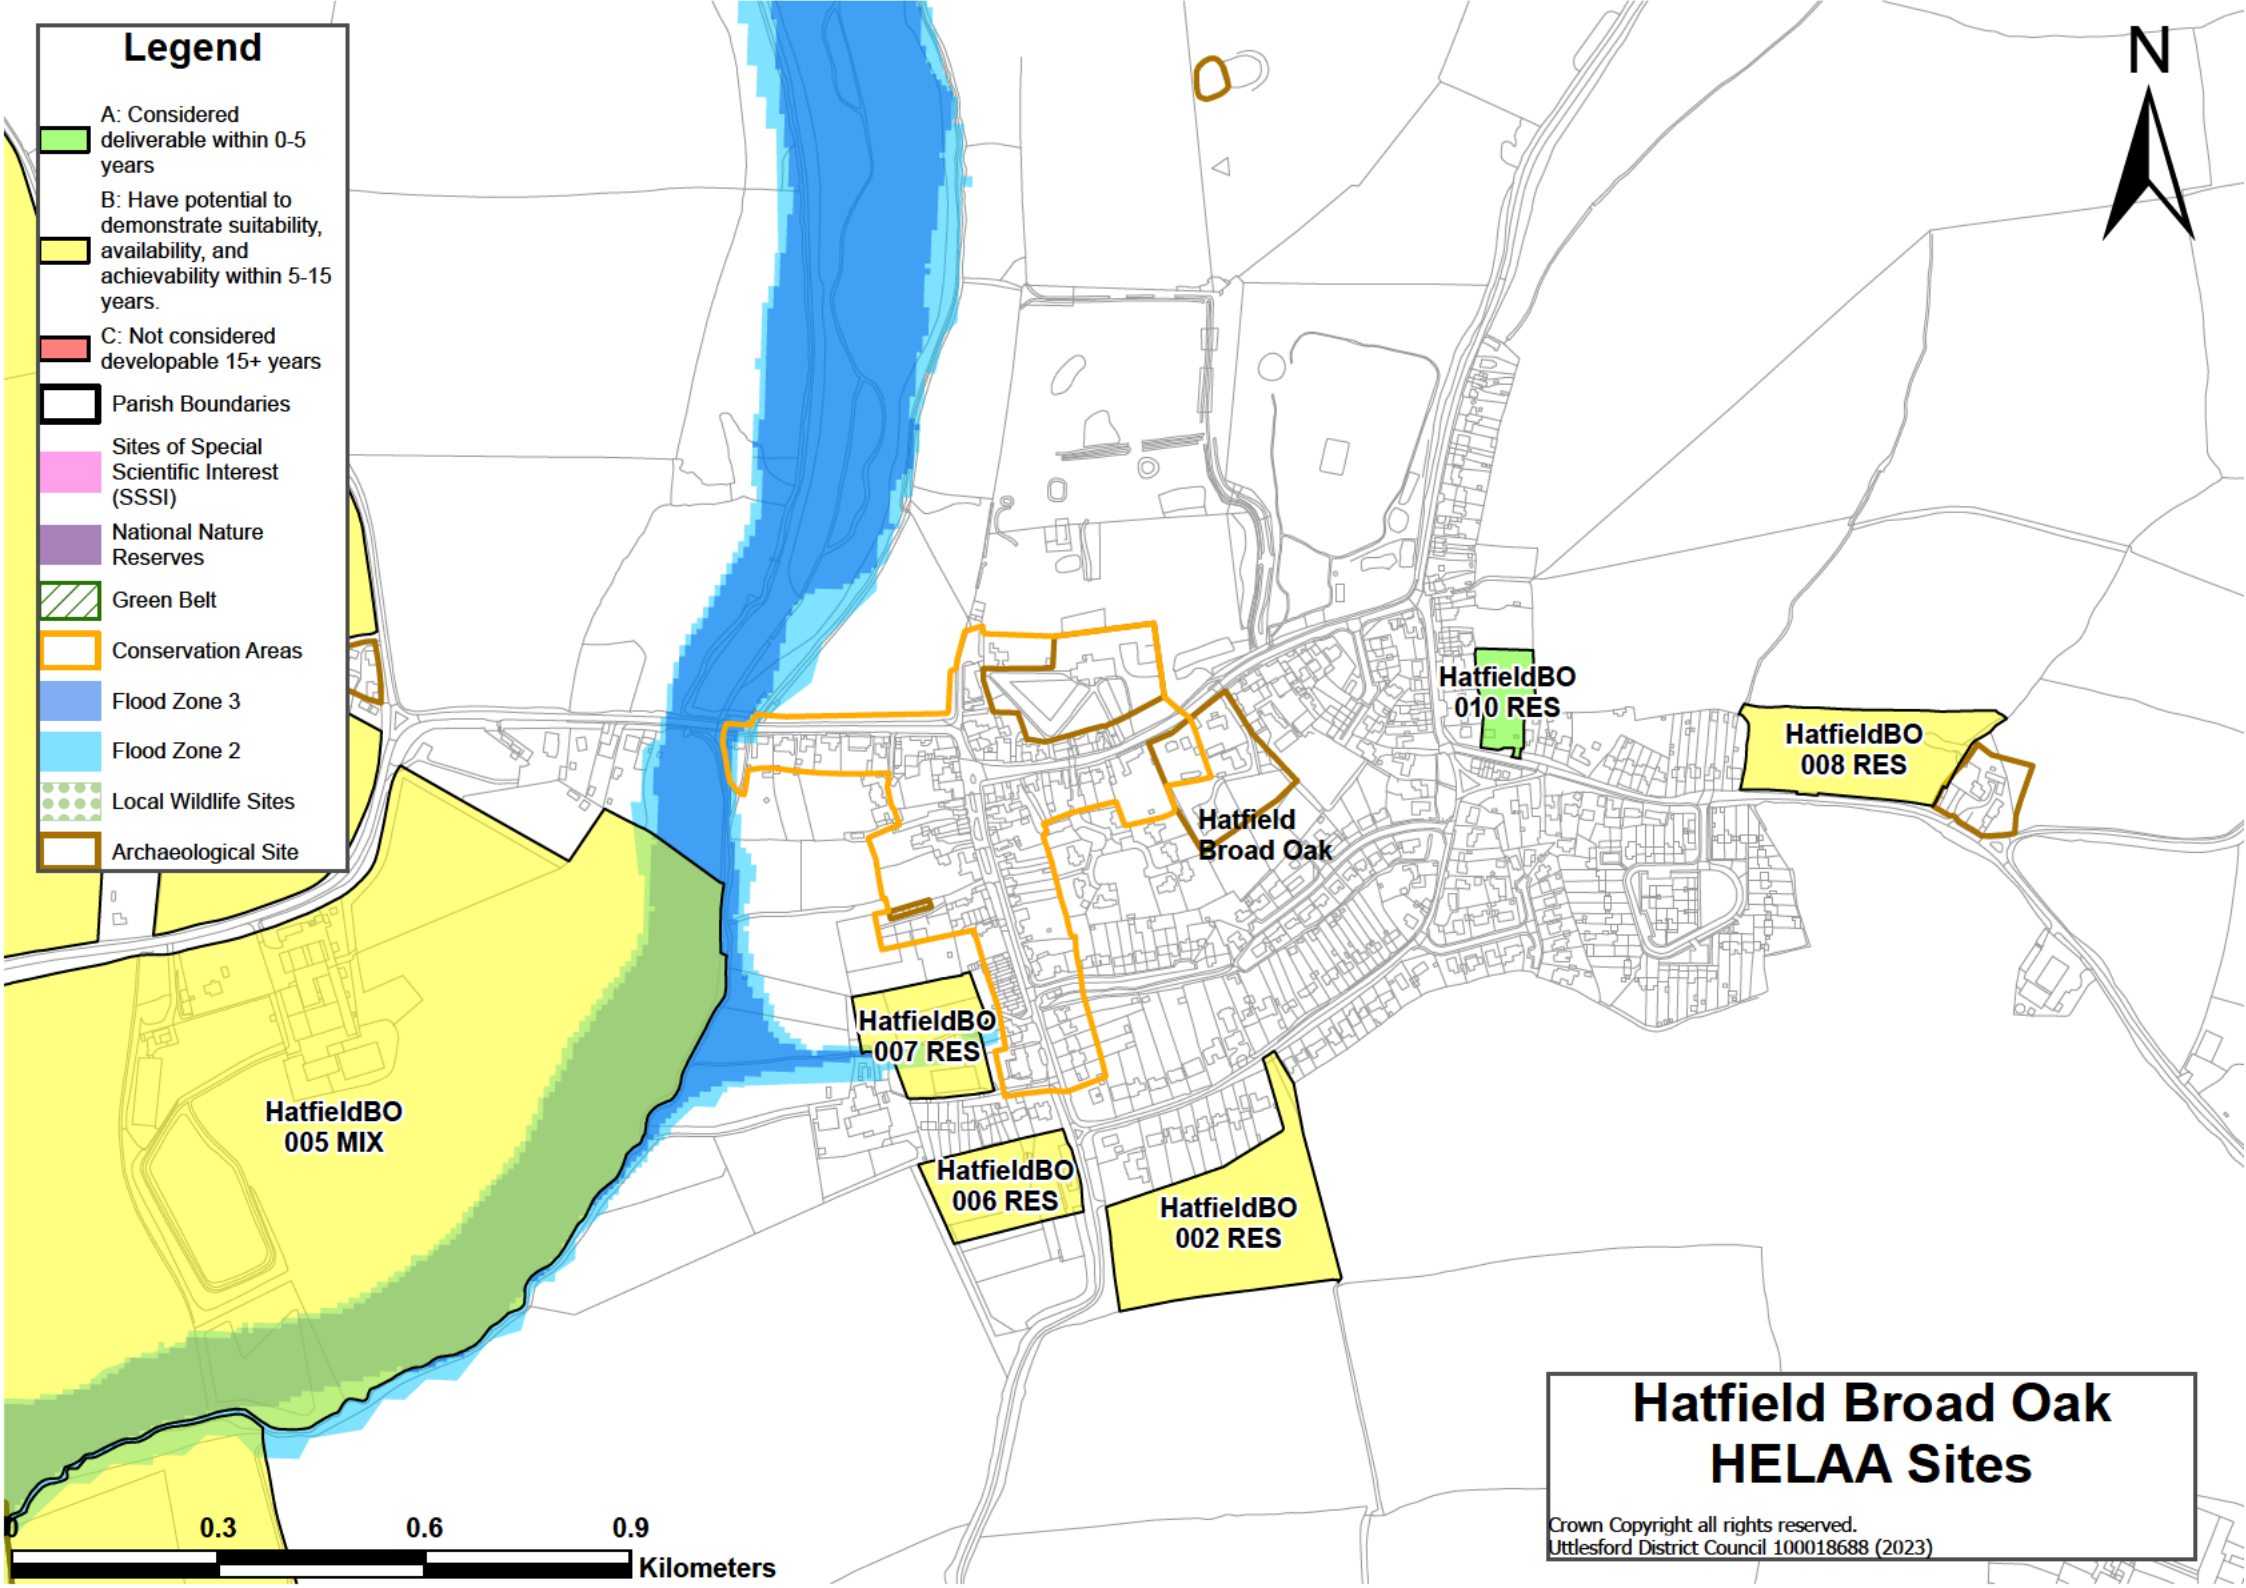 Legend
A: Considered
deliverable within 0-5
years
B: Have potential to
demonstrate suitability,
availability, and
achievability within 5-15
years.
C: Not considered
developable 15+ years
Parish Boundaries
Sites of Special
Scientific Interest
(SSSI)
National Nature
Reserves
Green Belt
Conservation Areas
Flood Zone 3
Flood Zone 2
Local Wildlife Sites
Archaeological Site
N
HatfieldBO
010 RES
HatfieldBO
008 RES
Hatfield
Broad Oak
HatfieldBO
007 RES
HatfieldBO
005 MIX
HatfieldBO
006 RES
HatfieldBO
002 RES
0 0.3 0.6 0.9
Kilometers
Hatfield Broad Oak
HELAA Sites
Crown Copyright all rights reserved.
Uttlesford District Council 100018688 (2023)